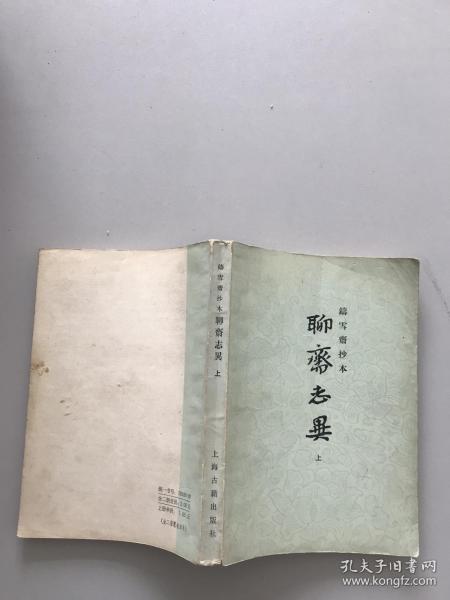 鑄雪齋抄本
聊齋志異
上
鑄雪齋抄本 聊齋志異 上
上海古籍出版社
孔夫子旧书网
www.kongfz.com